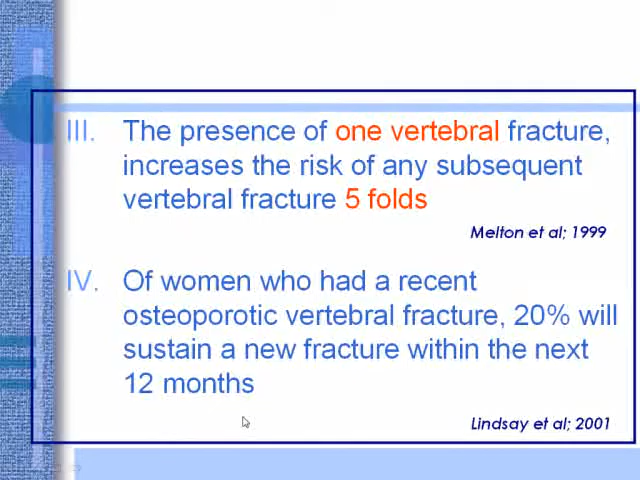 III. The presence of one vertebral fracture,
increases the risk of any subsequent
vertebral fracture 5 folds
Melton et al; 1999
IV. Of women who had a recent
osteoporotic vertebral fracture, 20% will
sustain a new fracture within the next
12 months
Lindsay et al; 2001